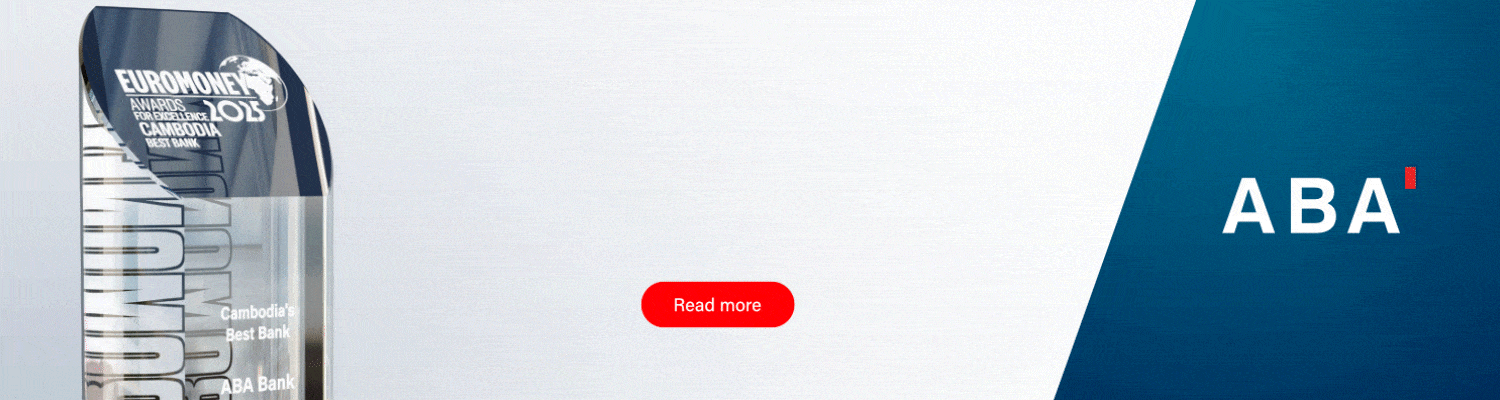 EUROMONEY
AWARDS
FOR EXCELLENCE 2025
CAMBODIA
BEST BANK
Cambodia's
Best Bank
ABA Bank
Read more
ABA'